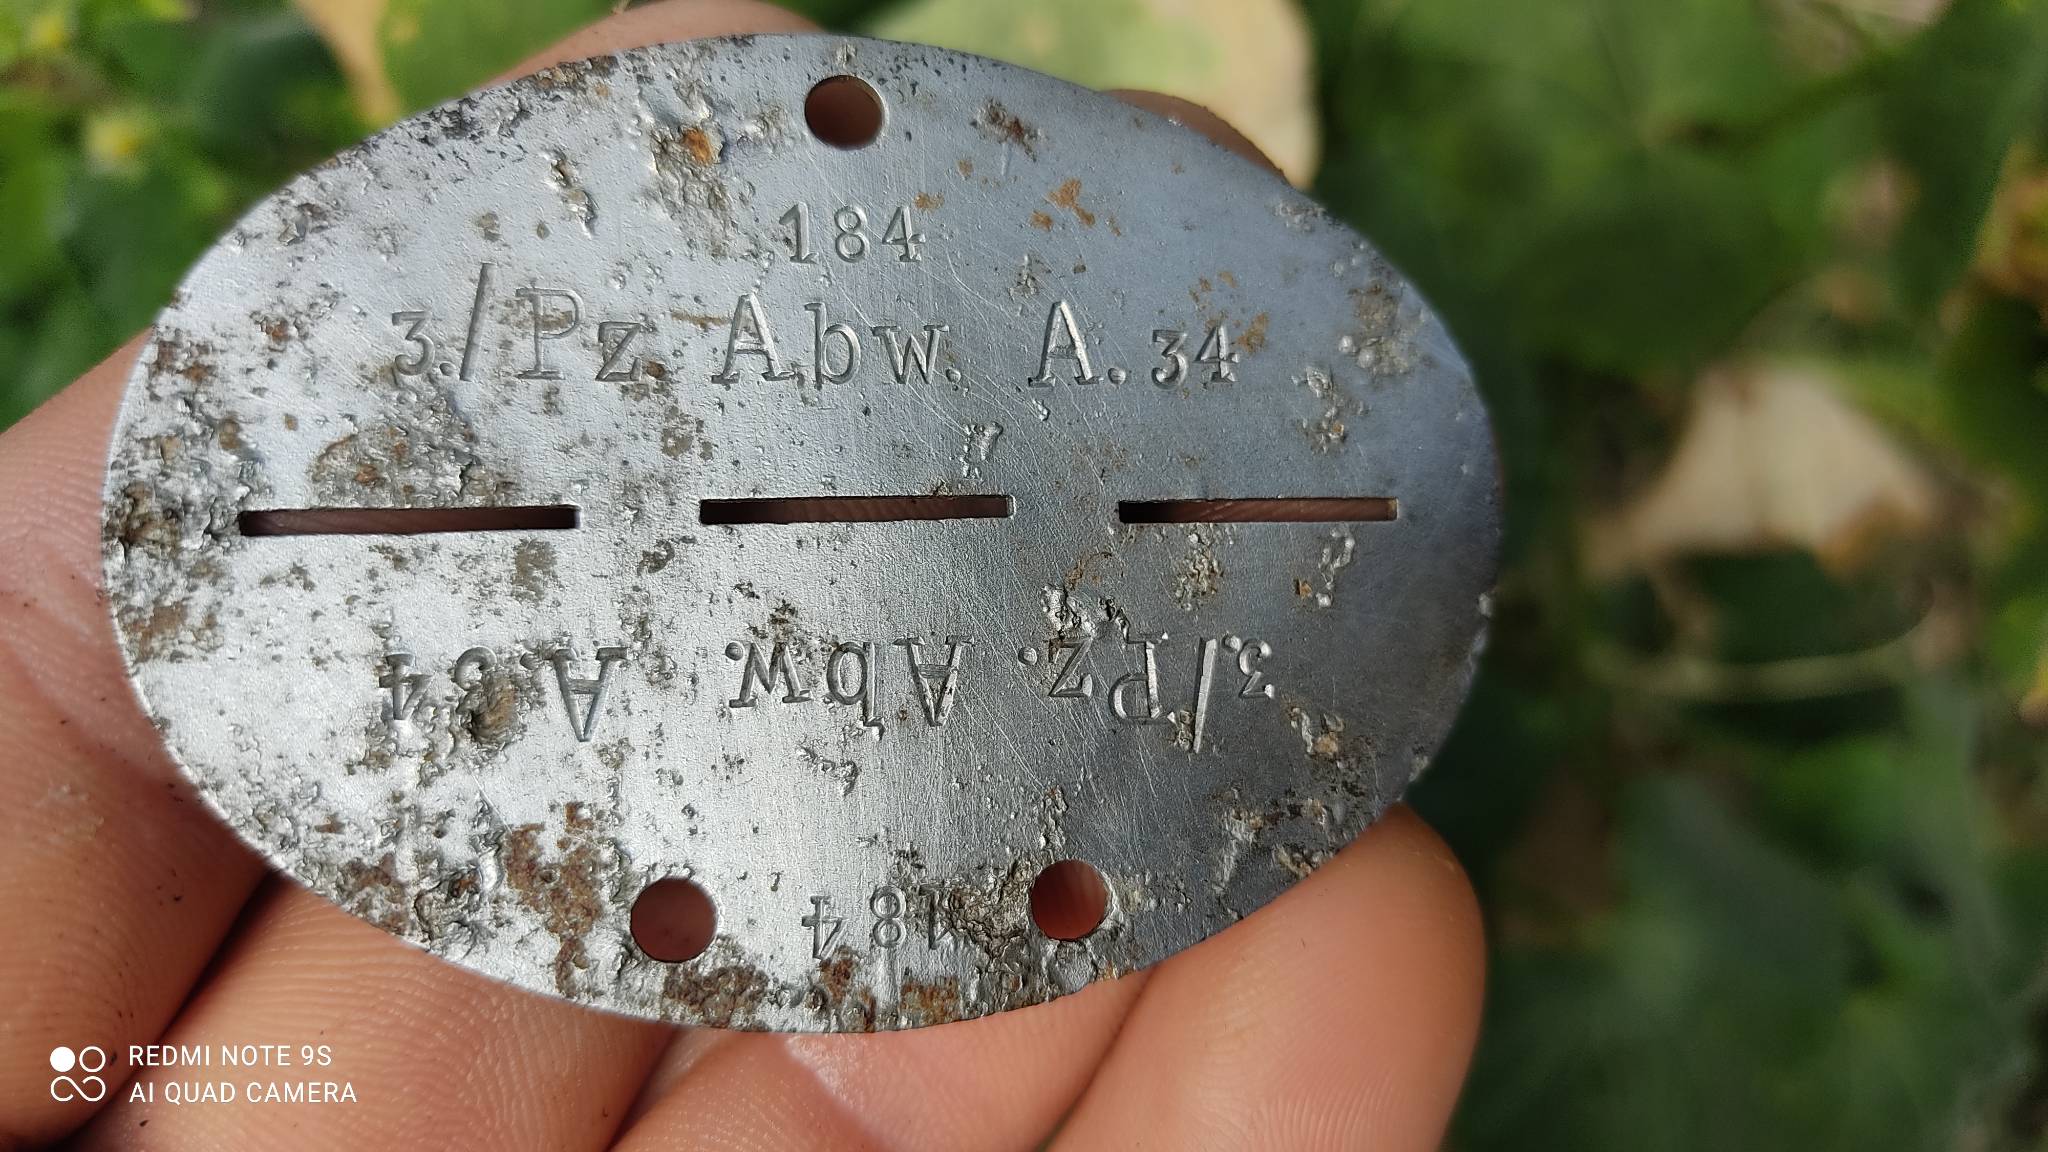 184
3./Pz Abw. A.34
3./Pz. Abw. A.34
184
REDMI NOTE 9S
AI QUAD CAMERA